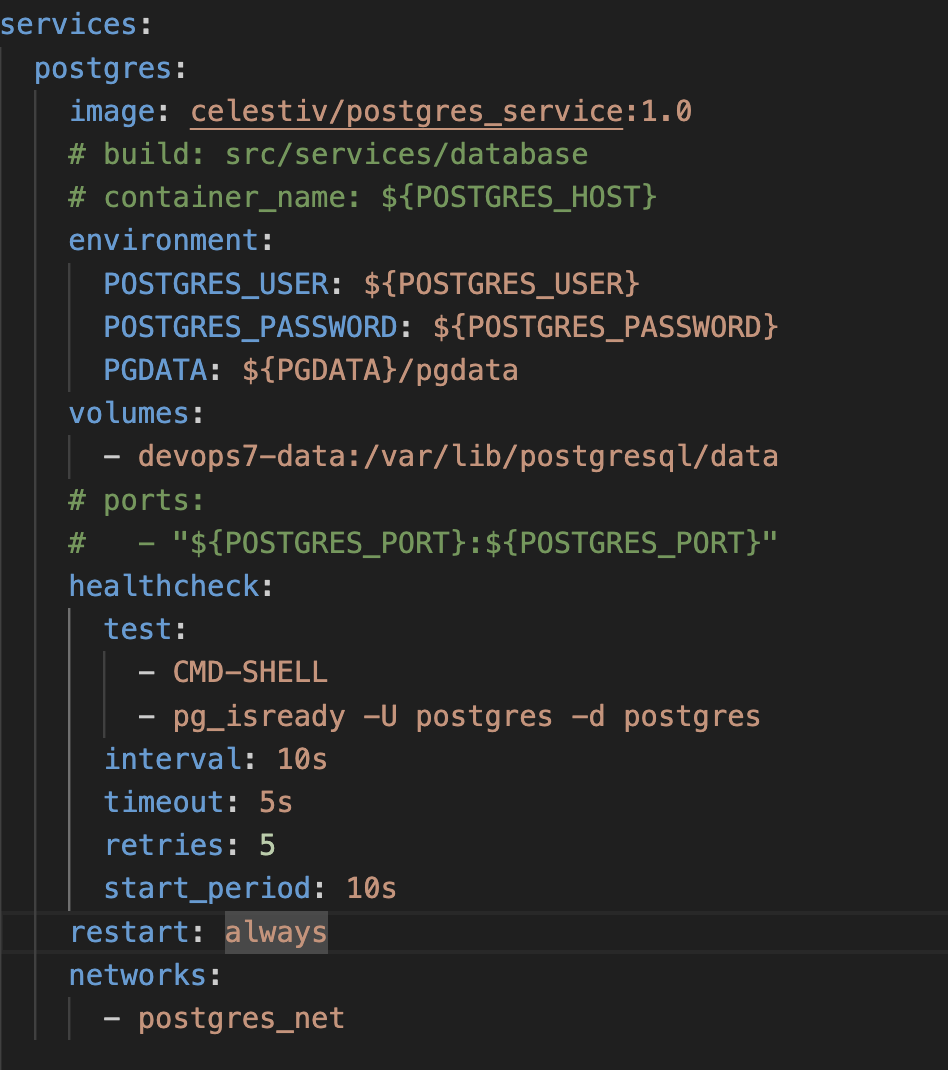 services:
  postgres:
    image: celestiv/postgres_service:1.0
    # build: src/services/database
    # container_name: ${POSTGRES_HOST}
    environment:
      POSTGRES_USER: ${POSTGRES_USER}
      POSTGRES_PASSWORD: ${POSTGRES_PASSWORD}
      PGDATA: ${PGDATA}/pgdata
    volumes:
      - devops7-data:/var/lib/postgresql/data
    # ports:
    #   - "${POSTGRES_PORT}:${POSTGRES_PORT}"
    healthcheck:
      test:
        - CMD-SHELL
        - pg_isready -U postgres -d postgres
      interval: 10s
      timeout: 5s
      retries: 5
      start_period: 10s
    restart: always
    networks:
      - postgres_net